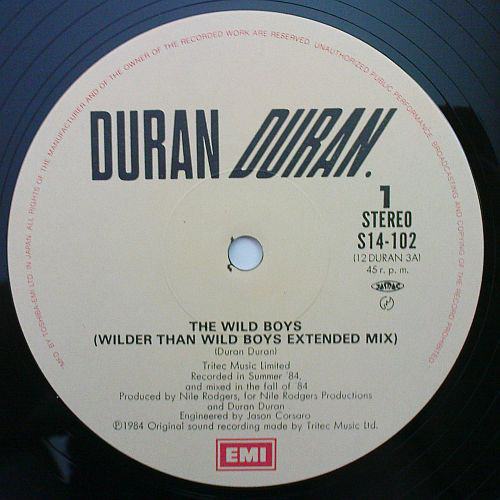 MFD. BY TOSHIBA-EMI LTD. IN JAPAN. ALL RIGHTS OF THE MANUFACTURER AND OF THE OWNER OF THE RECORDED WORK ARE RESERVED. UNAUTHORIZED PUBLIC PERFORMANCE, BROADCASTING AND COPYING OF THE RECORD PROHIBITED.
DURAN DURAN.
1
STEREO
S14-102
(12 DURAN 3A)
45 r. p. m.
THE WILD BOYS
(WILDER THAN WILD BOYS EXTENDED MIX)
(Duran Duran)
Tritec Music Limited
Recorded in Summer '84,
and mixed in the fall of '84
Produced by Nile Rodgers, for Nile Rodgers Productions
and Duran Duran
Engineered by Jason Corsaro
℗1984 Original sound recording made by Tritec Music Ltd.
EMI